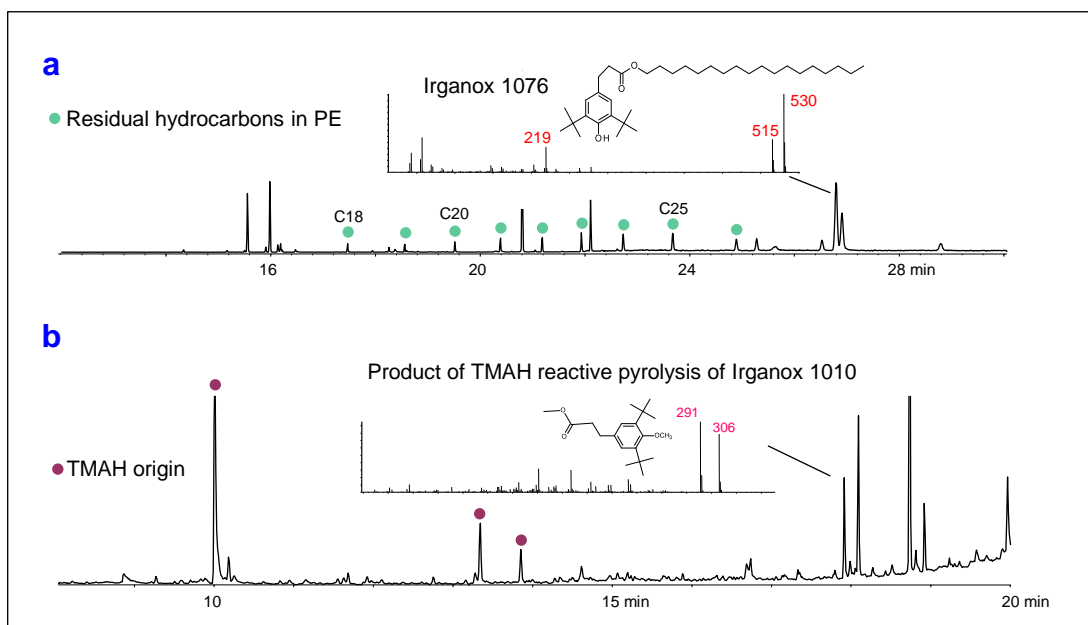 a
Irganox 1076
O
O
OH
Residual hydrocarbons in PE
530
515
219
C18
C20
C25
16
20
24
28 min
b
Product of TMAH reactive pyrolysis of Irganox 1010
O
O
OCH3
291
306
TMAH origin
10
15 min
20 min